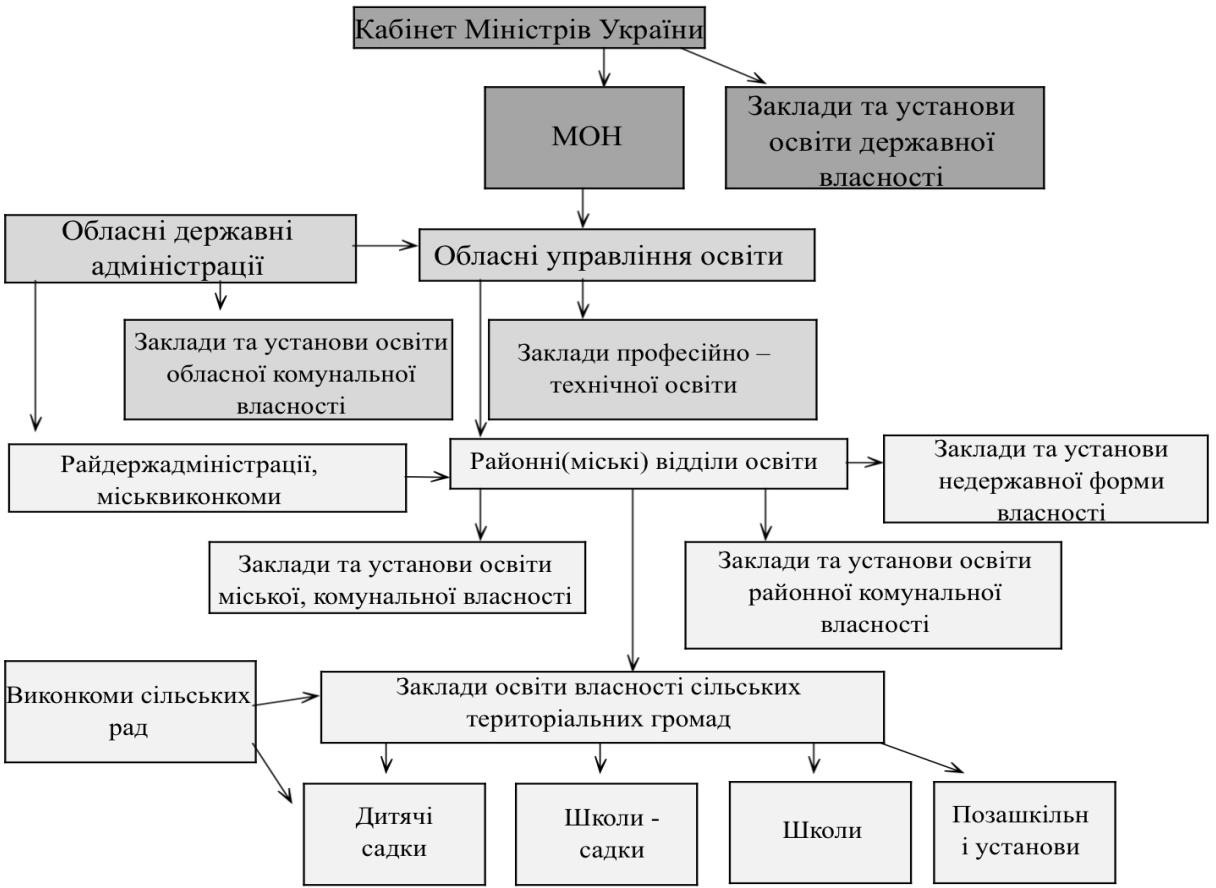 Кабінет Міністрів України
МОН
Заклади та установи
освіти державної
власності
Обласні державні
адміністрації
Обласні управління освіти
Заклади та установи освіти
обласної комунальної
власності
Заклади професійно –
технічної освіти
Райдержадміністрації,
міськвиконкоми
Районні(міські) відділи освіти
Заклади та установи
недержавної форми
власності
Заклади та установи освіти
міської, комунальної власності
Заклади та установи освіти
районної комунальної
власності
Виконкоми сільських
рад
Заклади освіти власності сільських
територіальних громад
Дитячі
садки
Школи -
садки
Школи
Позашкільн
і установи